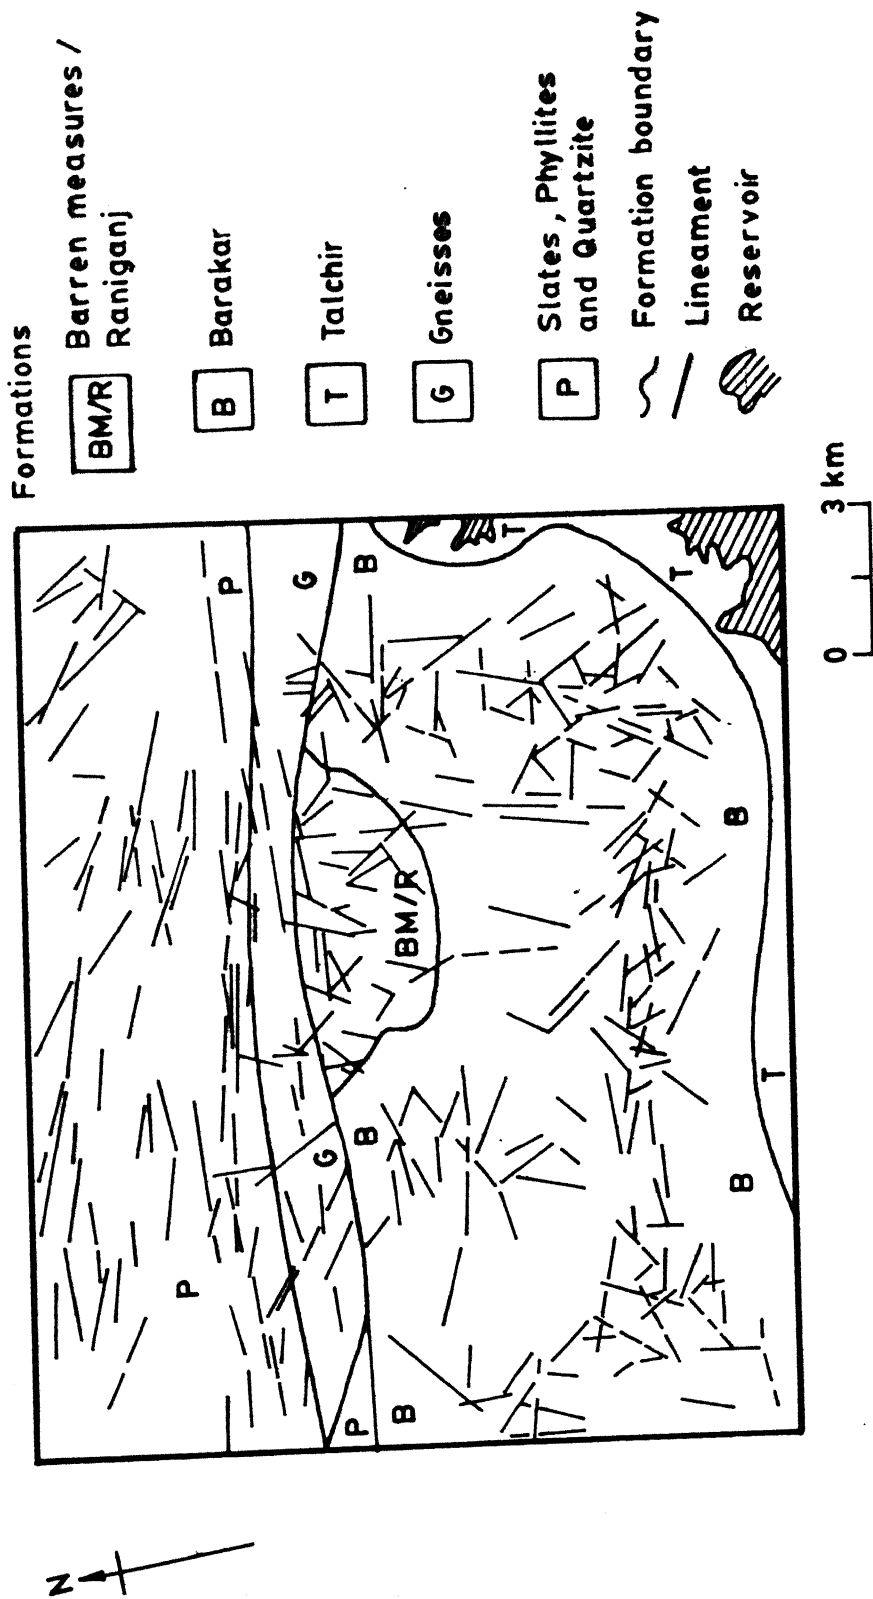 Formations
BM/R
Barren measures /
Raniganj
B
Barakar
T
Talchir
G
Gneisses
P
Slates, Phyllites
and Quartzite
Formation boundary
Lineament
Reservoir
N
P
P
G
G
P
B
B
B
BM/R
T
T
B
B
T
0
3 km